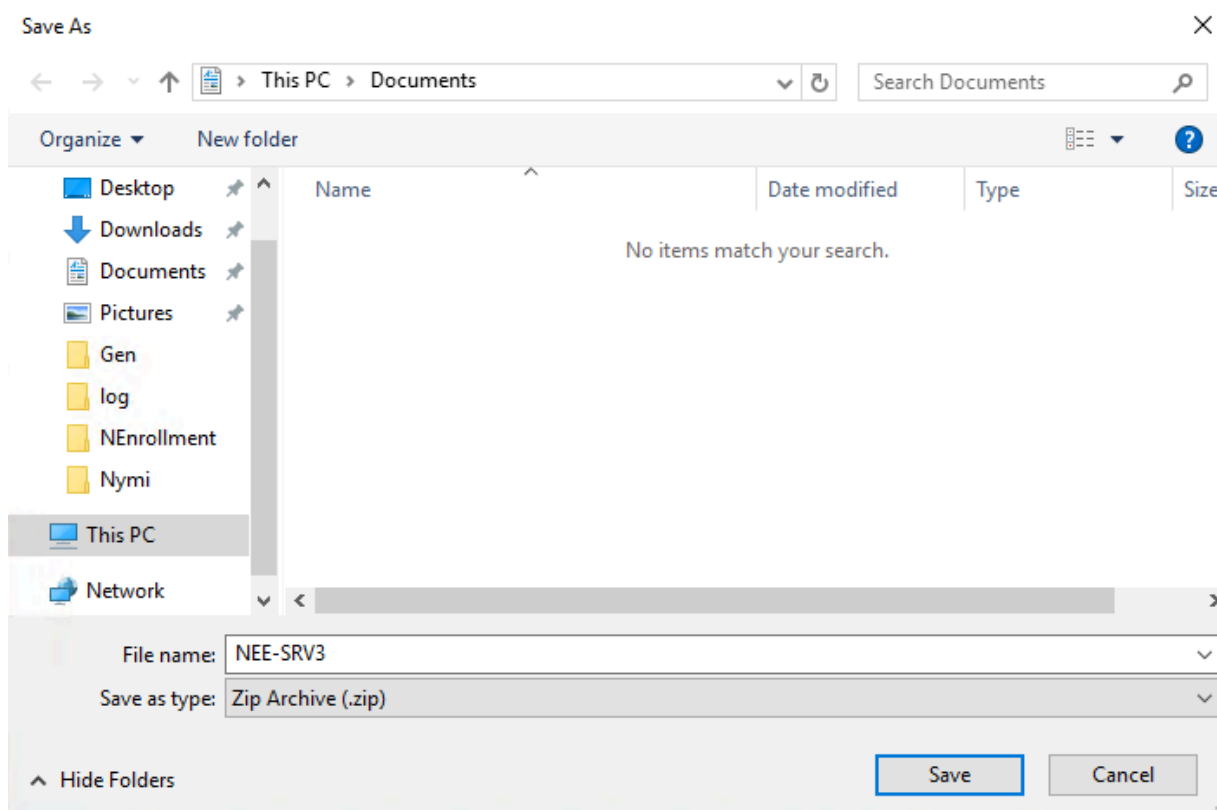 Save As
This PC > Documents
Search Documents
Organize
New folder
Desktop
Downloads
Documents
Pictures
Gen
log
NEnrollment
Nymi
This PC
Network
Name
Date modified
Type
Size
No items match your search.
File name: NEE-SRV3
Save as type: Zip Archive (.zip)
Hide Folders
Save
Cancel